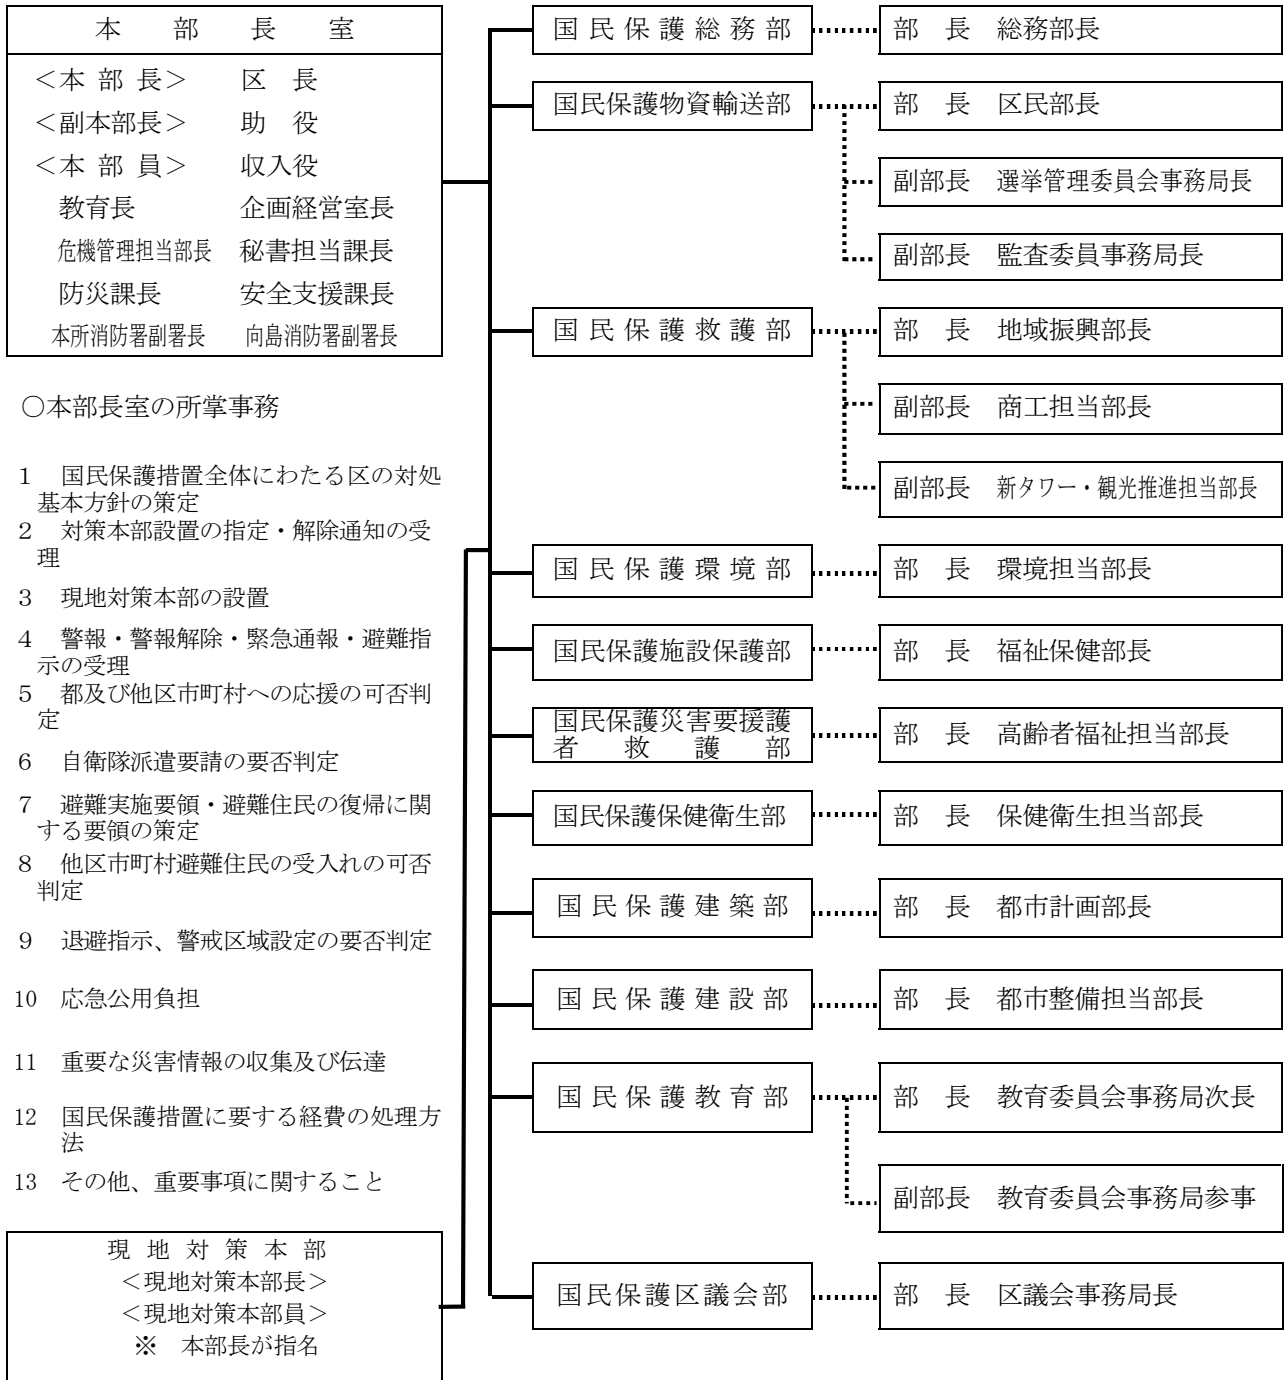 本部長室
＜本部長＞ 区長
＜副本部長＞ 助役
＜本部員＞ 収入役
教育長 企画経営室長
危機管理担当部長 秘書担当課長
防災課長 安全支援課長
本所消防署副署長 向島消防署副署長
○本部長室の所掌事務
1 国民保護措置全体にわたる区の対処
基本方針の策定
2 対策本部設置の指定・解除通知の受
理
3 現地対策本部の設置
4 警報・警報解除・緊急通報・避難指
示の受理
5 都及び他区市町村への応援の可否判
定
6 自衛隊派遣要請の要否判定
7 避難実施要領・避難住民の復帰に関
する要領の策定
8 他区市町村避難住民の受入れの可否
判定
9 退避指示、警戒区域設定の要否判定
10 応急公用負担
11 重要な災害情報の収集及び伝達
12 国民保護措置に要する経費の処理方
法
13 その他、重要事項に関すること
現地対策本部
＜現地対策本部長＞
＜現地対策本部員＞
※ 本部長が指名
国民保護総務部 部長 総務部長
国民保護物資輸送部 部長 区民部長
副部長 選挙管理委員会事務局長
副部長 監査委員事務局長
国民保護救護部 部長 地域振興部長
副部長 商工担当部長
副部長 新タワー・観光推進担当部長
国民保護環境部 部長 環境担当部長
国民保護施設保護部 部長 福祉保健部長
国民保護災害要援護
者救護部 部長 高齢者福祉担当部長
国民保護保健衛生部 部長 保健衛生担当部長
国民保護建築部 部長 都市計画部長
国民保護建設部 部長 都市整備担当部長
国民保護教育部 部長 教育委員会事務局次長
副部長 教育委員会事務局参事
国民保護区議会部 部長 区議会事務局長